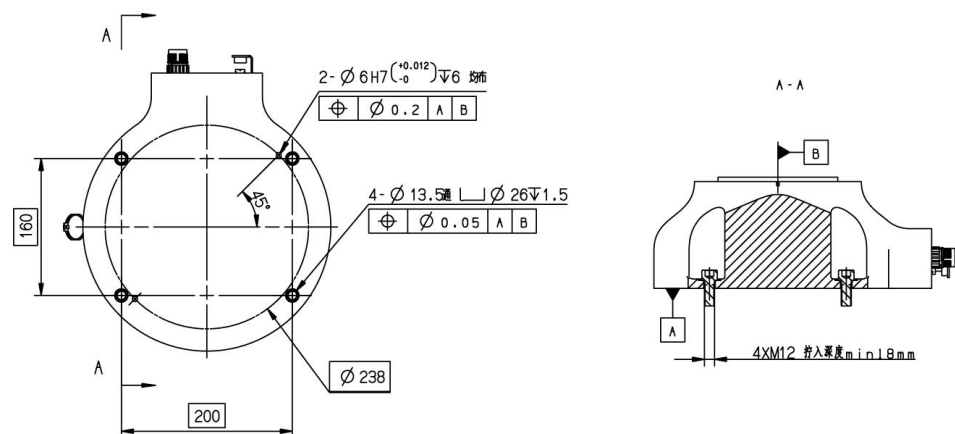 A
2-∅6H7(+0.012 -0)↧6 均布
⌖ ∅0.2 A B
45°
160
4-∅13.5通⌴∅26↧1.5
⌖ ∅0.05 A B
A
∅238
200
A-A
B
A
4XM12 拧入深度min18mm